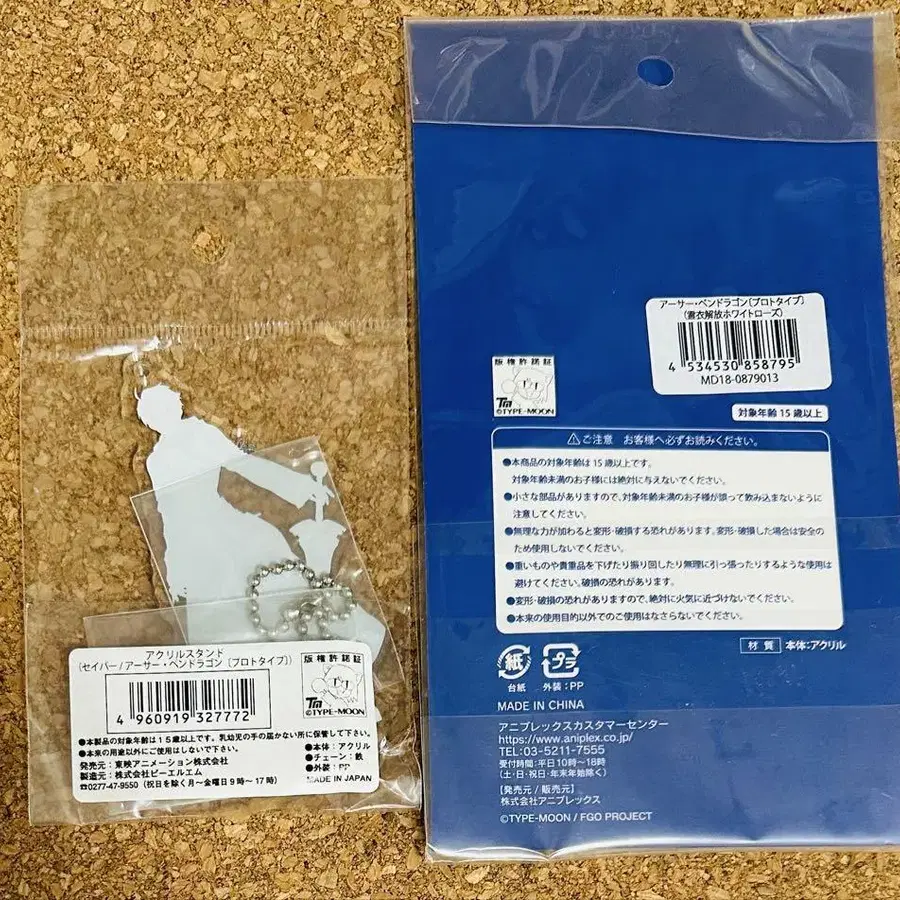 アクリルスタンド
(セイバー/アーサー・ペンドラゴン〔プロトタイプ〕)
4 960919 327772
版権許諾証
TM
©TYPE-MOON
●本製品の対象年齢は15歳以上です。乳幼児の手の届かない所に保管して下さい。
●本来の用途以外にご使用はしないで下さい。
発売元：東映アニメーション株式会社
製造元：株式会社ピーエルエム
☎0277-47-9550（祝日を除く月～金曜日9時～17時）
●本体：アクリル
●チェーン：鉄
●外装：PP
MADE IN JAPAN
アーサー・ペンドラゴン〔プロトタイプ〕
(霊衣解放ホワイトローズ)
4 534530 858795
MD18-0879013
版権許諾証
TM
©TYPE-MOON
対象年齢15歳以上
⚠ご注意 お客様へ必ずお読みください。
●本商品の対象年齢は15歳以上です。
対象年齢未満のお子様には絶対に与えないでください。
●小さな部品がありますので、対象年齢未満のお子様が誤って飲み込まないように
注意してください。
●無理な力が加わると変形・破損する恐れがあります。変形・破損した場合は安全の
ため使用しないでください。
●重いものや貴重品を下げたり振り回したり無理に引っ張ったりするような使用は
避けてください。破損の恐れがあります。
●変形・破損の恐れがありますので、絶対に火気に近づけないでください。
●本来の使用目的以外でのご使用はなさらないでください。
材質 本体：アクリル
紙 プラ
台紙 外装：PP
MADE IN CHINA
アニプレックスカスタマーセンター
https://www.aniplex.co.jp/
TEL：03-5211-7555
受付時間：平日10時～18時
(土・日・祝日・年末年始除く)
[発売元/販売元]
株式会社アニプレックス
©TYPE-MOON / FGO PROJECT